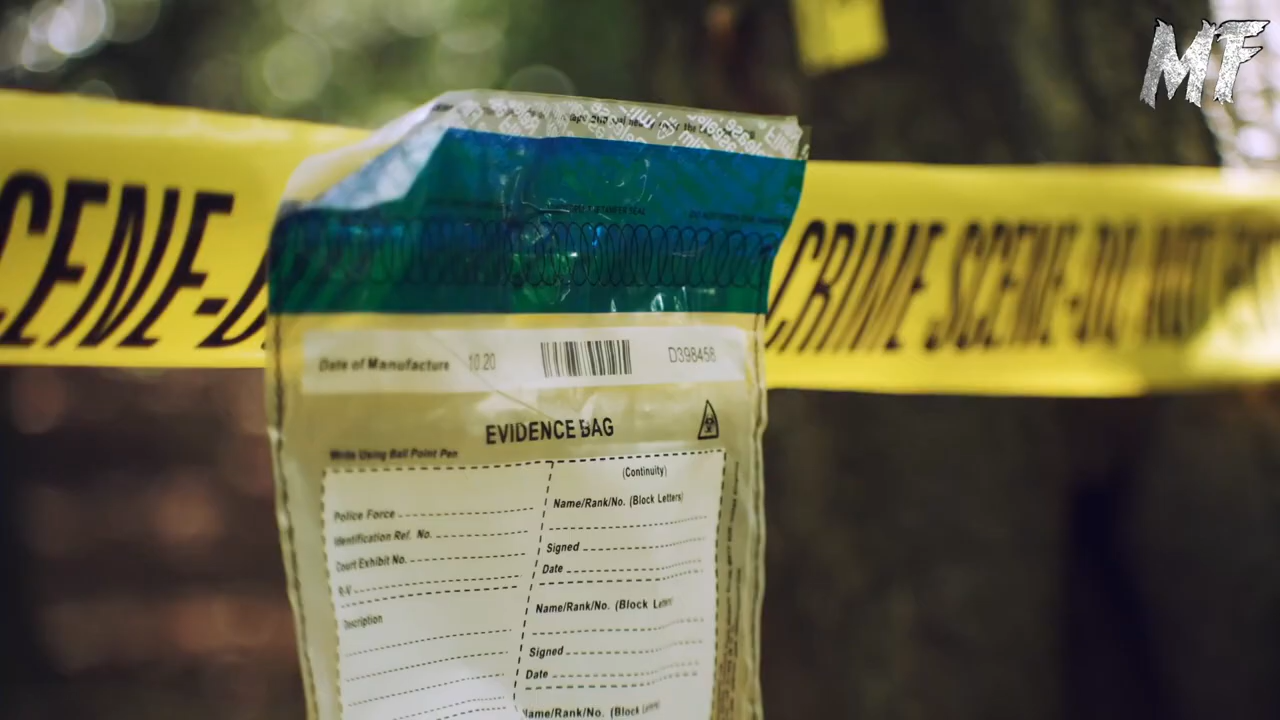 MF
SCENE-D
CRIME SCENE-DO NOT
Date of Manufacture 10.20 D398458
EVIDENCE BAG
Write Using Ball Point Pen
(Continuity)
Police Force
Name/Rank/No. (Block Letters)
Identification Ref. No.
Signed
Court Exhibit No.
Date
R-V
Name/Rank/No. (Block Letters)
Description
Signed
Date
Name/Rank/No. (Block Letters)